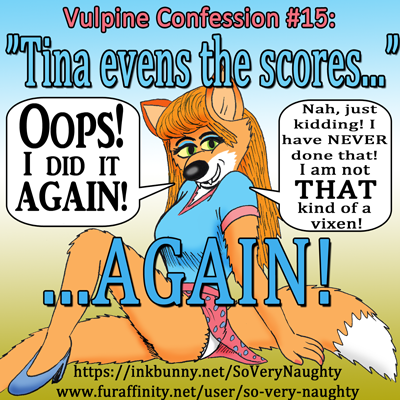 Vulpine Confession #15:
"Tina evens the scores..."
OOPS!
I DID IT
AGAIN!
Nah, just
kidding! I
have NEVER
done that!
I am not
THAT
kind of a
vixen!
...AGAIN!
https://inkbunny.net/SoVeryNaughty
www.furaffinity.net/user/so-very-naughty